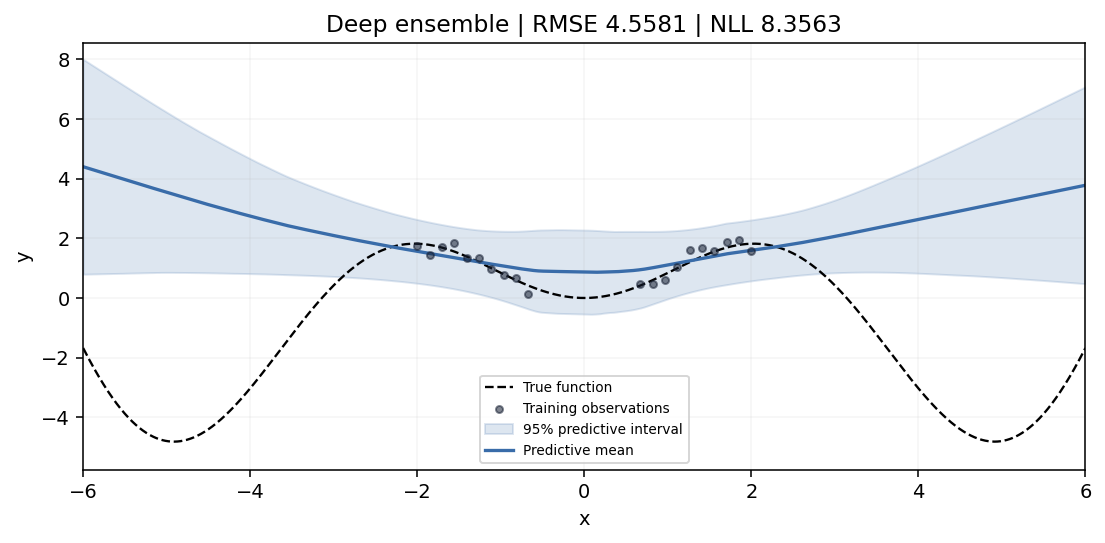 Deep ensemble | RMSE 4.5581 | NLL 8.3563
8
6
4
2
0
−2
−4
y
True function
Training observations
95% predictive interval
Predictive mean
−6 −4 −2 0 2 4 6
x